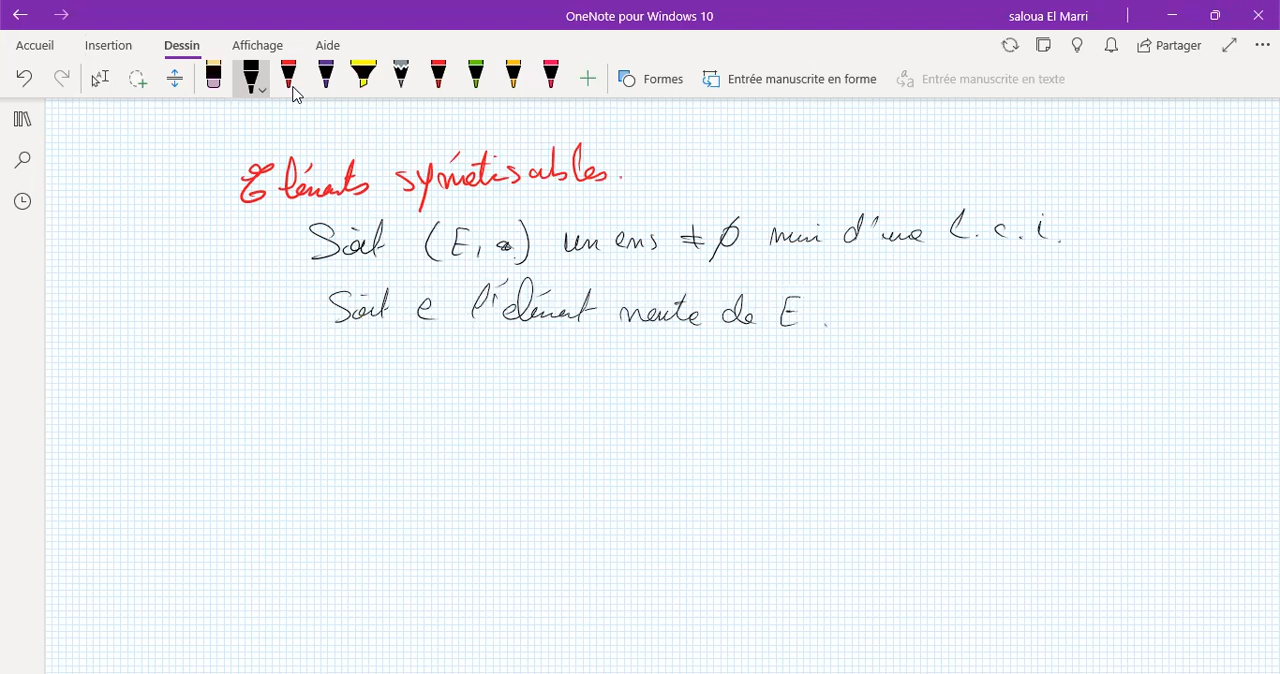 OneNote pour Windows 10
saloua El Marri
Accueil Insertion Dessin Affichage Aide
Partager
Formes Entrée manuscrite en forme Entrée manuscrite en texte
Eléments symétrisables.
Soit (E, *) un ens ≠ ∅ muni d'une l.c.i.
Soit e l'élément neutre de E.